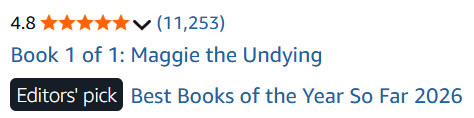 4.8 (11,253)
Book 1 of 1: Maggie the Undying
Editors' pick Best Books of the Year So Far 2026